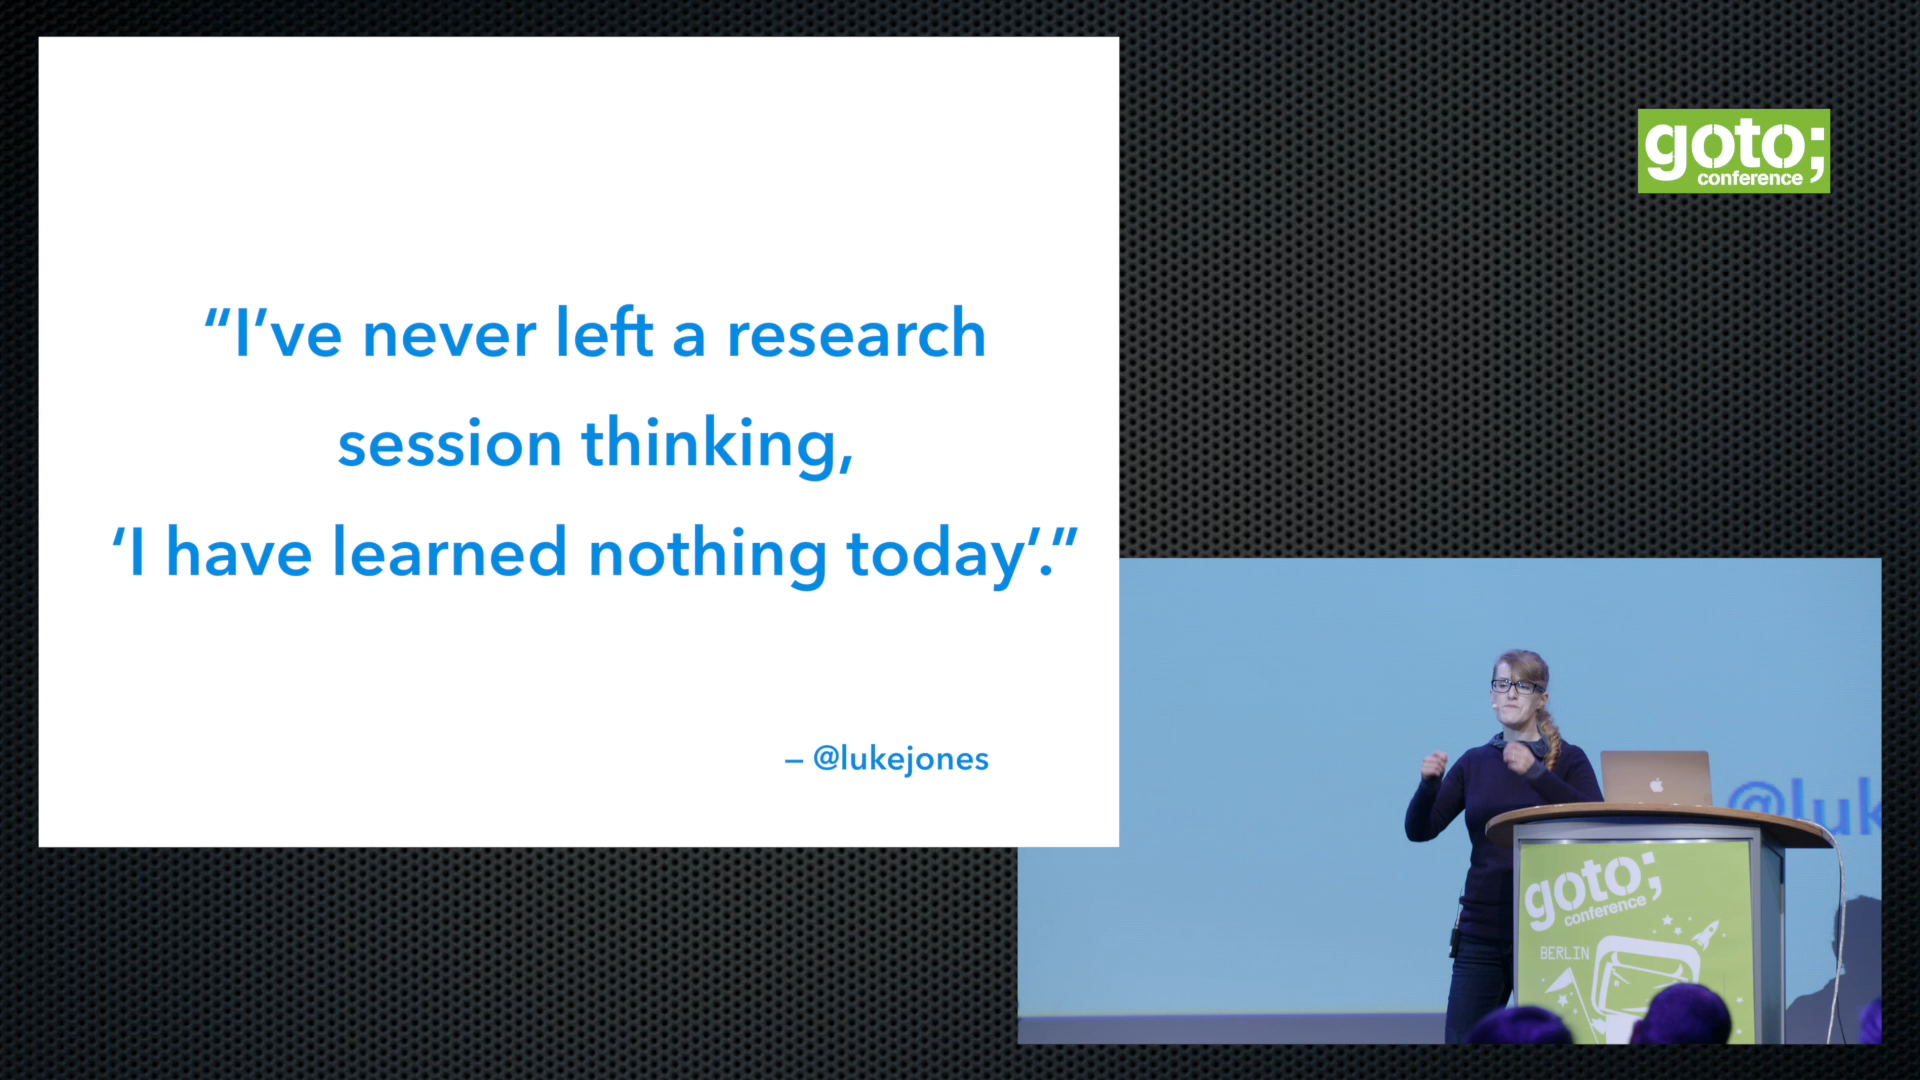 “I’ve never left a research
session thinking,
‘I have learned nothing today’.”
– @lukejones
goto;
conference
@luk
goto;
conference
BERLIN